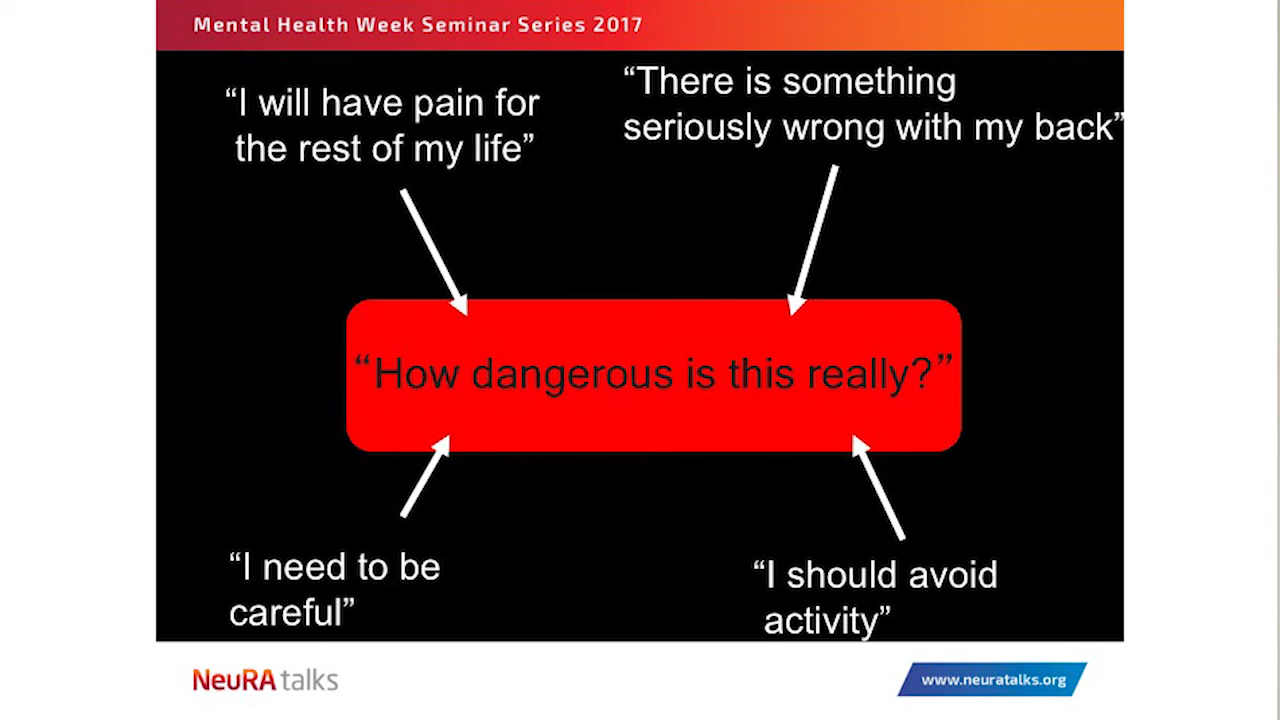 Mental Health Week Seminar Series 2017
“I will have pain for
the rest of my life”
“There is something
seriously wrong with my back”
“How dangerous is this really?”
“I need to be
careful”
“I should avoid
activity”
NeuRA talks
www.neuratalks.org